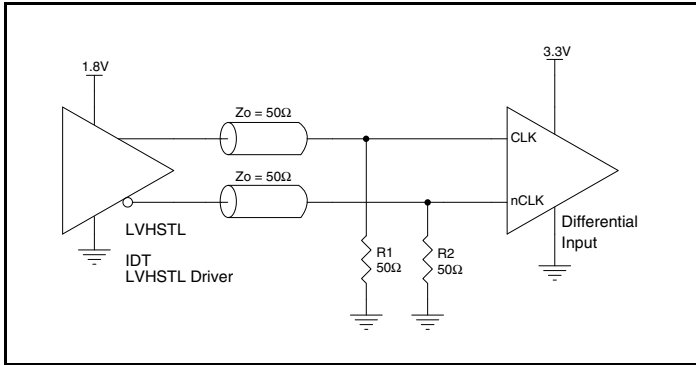 1.8V
3.3V
Zo = 50Ω
CLK
Zo = 50Ω
nCLK
LVHSTL
Differential
Input
IDT
LVHSTL Driver
R1
50Ω
R2
50Ω